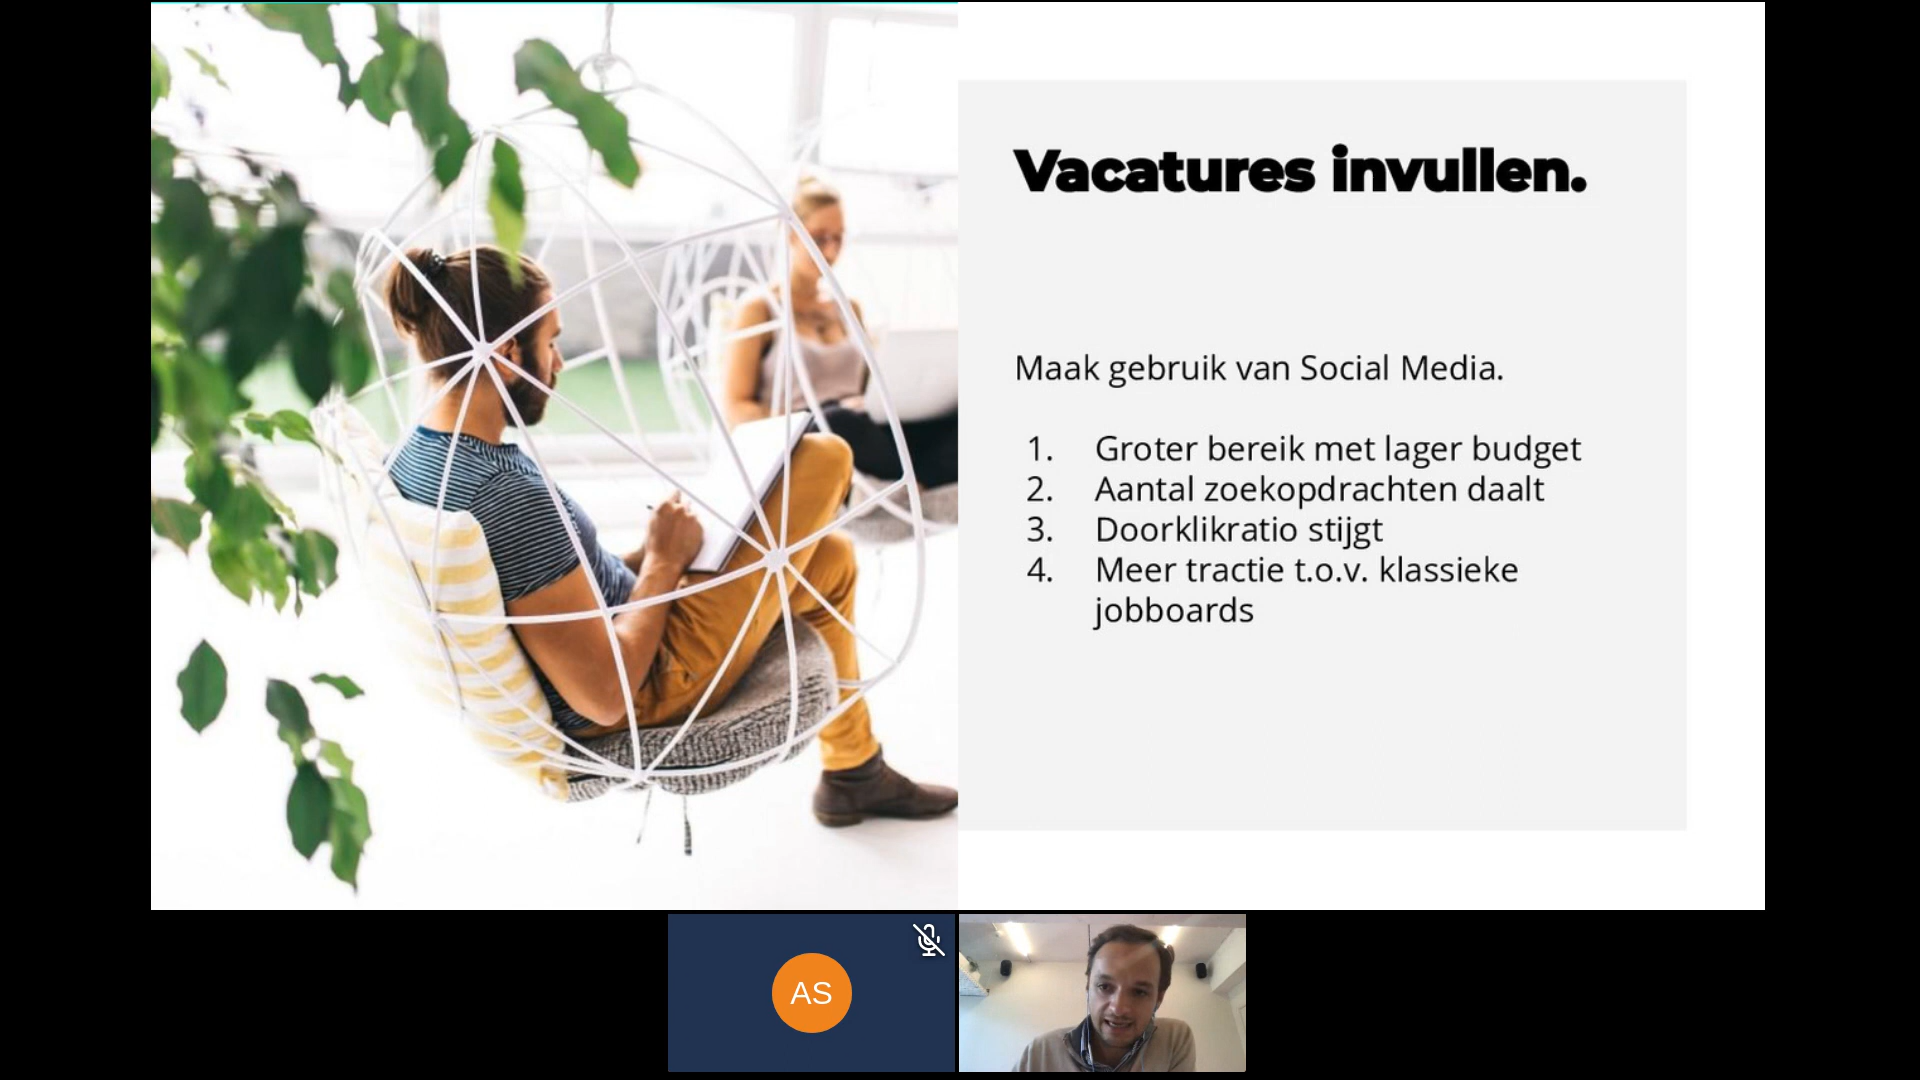 Vacatures invullen.
Maak gebruik van Social Media.
1. Groter bereik met lager budget
2. Aantal zoekopdrachten daalt
3. Doorklikratio stijgt
4. Meer tractie t.o.v. klassieke
jobboards
AS